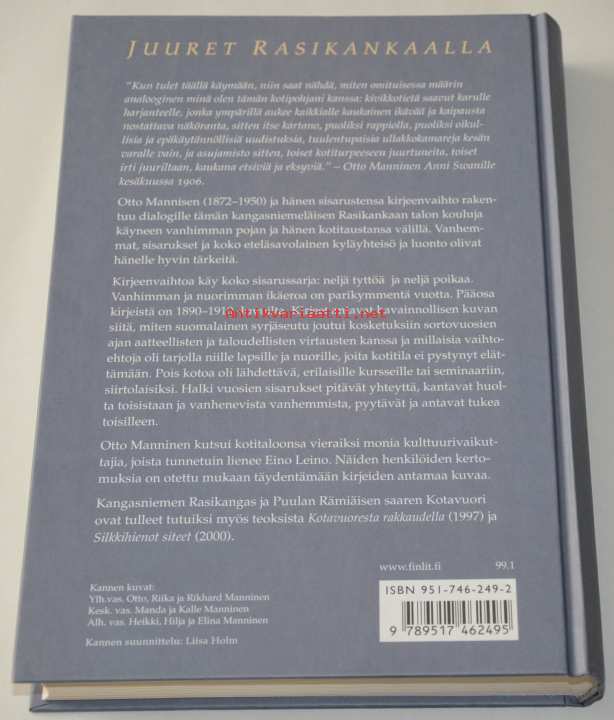 JUURET RASIKANKAALLA
"Kun tulet täällä käymään, niin saat nähdä, miten omituisessa määrin
analooginen minä olen tämän kotipohjani kanssa: kivikkotietä saavut karulle
harjanteelle, jonka ympärillä aukee kaikkialle kaukainen ikävää ja kaipausta
nostattava näköranta, sitten itse kartano, puoliksi rappiolla, puoliksi oikul-
lisia ja epäkäytännöllisiä uudistuksia, tuulentupaisia ullakkokamareja kesän
varalle vain, ja asujamisto sitten, toiset kotiturpeeseen juurtuneita, toiset
irti juuriltaan, kaukana etsiviä ja eksyviä." – Otto Manninen Anni Swanille
kesäkuussa 1906.
Otto Mannisen (1872–1950) ja hänen sisarustensa kirjeenvaihto raken-
tuu dialogille tämän kangasniemeläisen Rasikankaan talon kouluja
käyneen vanhimman pojan ja hänen kotitaustansa välillä. Vanhem-
mat, sisarukset ja koko eteläsavolainen kyläyhteisö ja luonto olivat
hänelle hyvin tärkeitä.
Kirjeenvaihtoa käy koko sisarussarja: neljä tyttöä ja neljä poikaa.
Vanhimman ja nuorimman ikäeroa on parikymmentä vuotta. Pääosa
kirjeistä on 1890–1910 havainnollisen kuvan
siitä, miten suomalainen syrjäseutu joutui kosketuksiin sortovuosien
ajan aatteellisten ja taloudellisten virtausten kanssa ja millaisia vaihto-
ehtoja oli tarjolla niille lapsille ja nuorille, joita kotitila ei pystynyt elät-
tämään. Pois kotoa oli lähdettävä, erilaisille kursseille tai seminaariin,
siirtolaisiksi. Halki vuosien sisarukset pitävät yhteyttä, kantavat huol-
ta toisistaan ja vanhenevista vanhemmista, pyytävät ja antavat tukea
toisilleen.
Otto Manninen kutsui kotitaloonsa vieraiksi monia kulttuurivaikut-
tajia, joista tunnetuin lienee Eino Leino. Näiden henkilöiden kerto-
muksia on otettu mukaan täydentämään kirjeiden antamaa kuvaa.
Kangasniemen Rasikangas ja Puulan Rämiäisen saaren Kotavuori
ovat tulleet tutuiksi myös teoksista Kotavuoresta rakkaudella (1997) ja
Silkkihienot siteet (2000).
Antikvariaatti.net
www.finlit.fi 99.1
ISBN 951-746-249-2
9 789517 462495
Kannen kuvat:
Ylh.vas. Otto, Riika ja Rikhard Manninen
Kesk. vas. Manda ja Kalle Manninen
Alh. vas. Heikki, Hilja ja Elina Manninen
Kannen suunnittelu: Liisa Holm